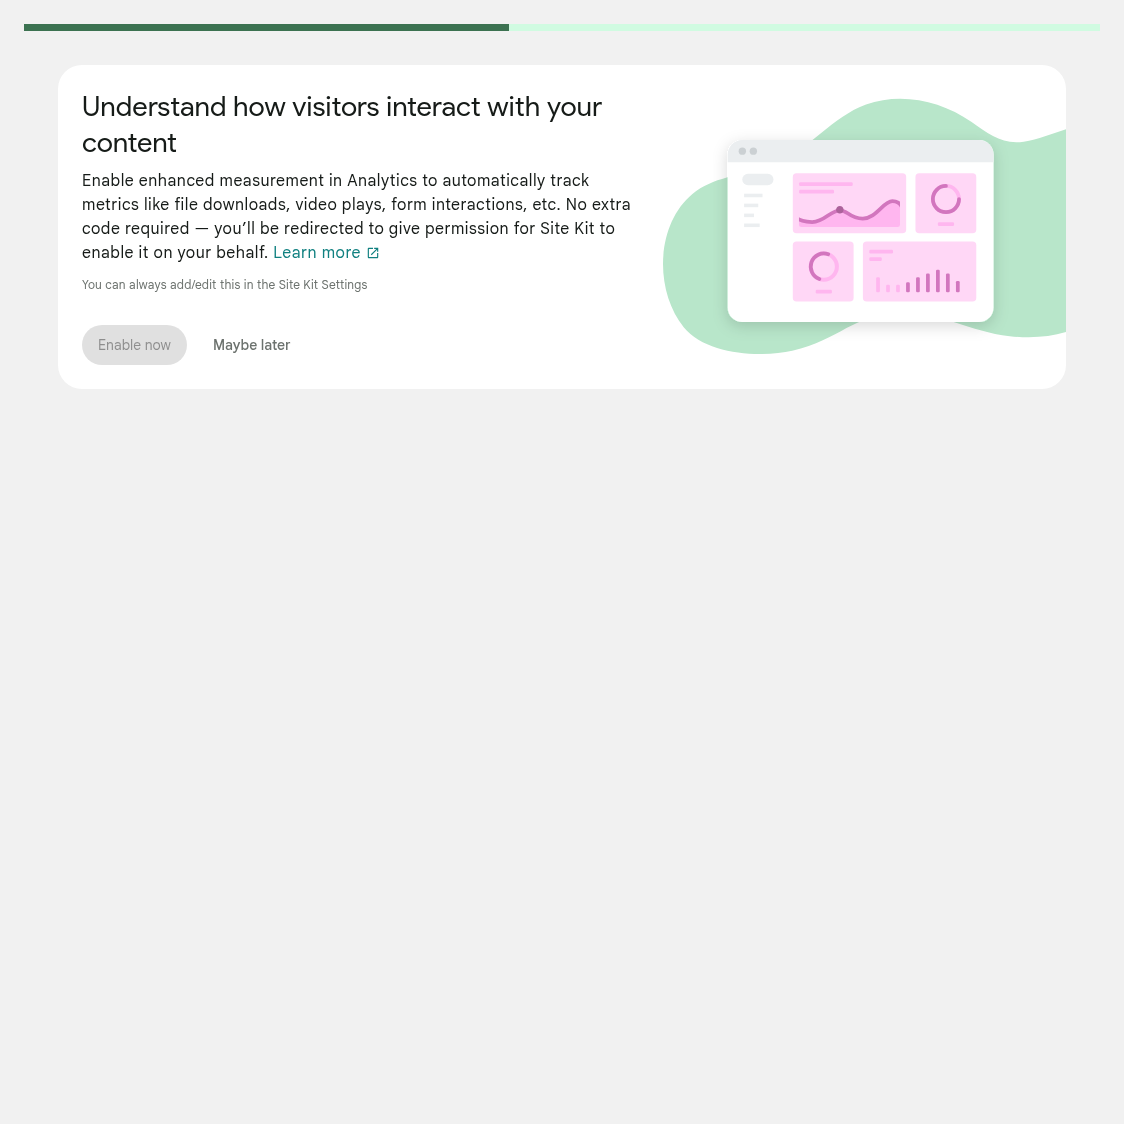 Understand how visitors interact with your
content
Enable enhanced measurement in Analytics to automatically track
metrics like file downloads, video plays, form interactions, etc. No extra
code required — you’ll be redirected to give permission for Site Kit to
enable it on your behalf. Learn more
You can always add/edit this in the Site Kit Settings
Enable now
Maybe later